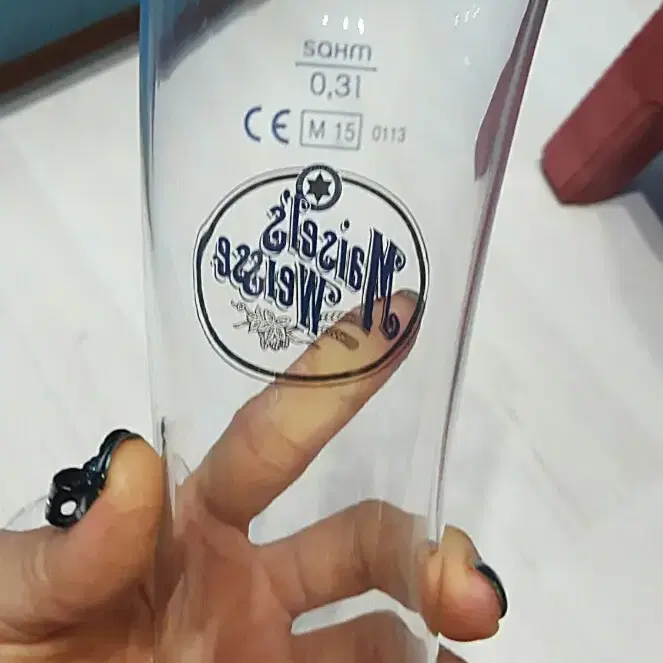 sahm
0,3l
CE M 15 0113
Maisel's
Weisse